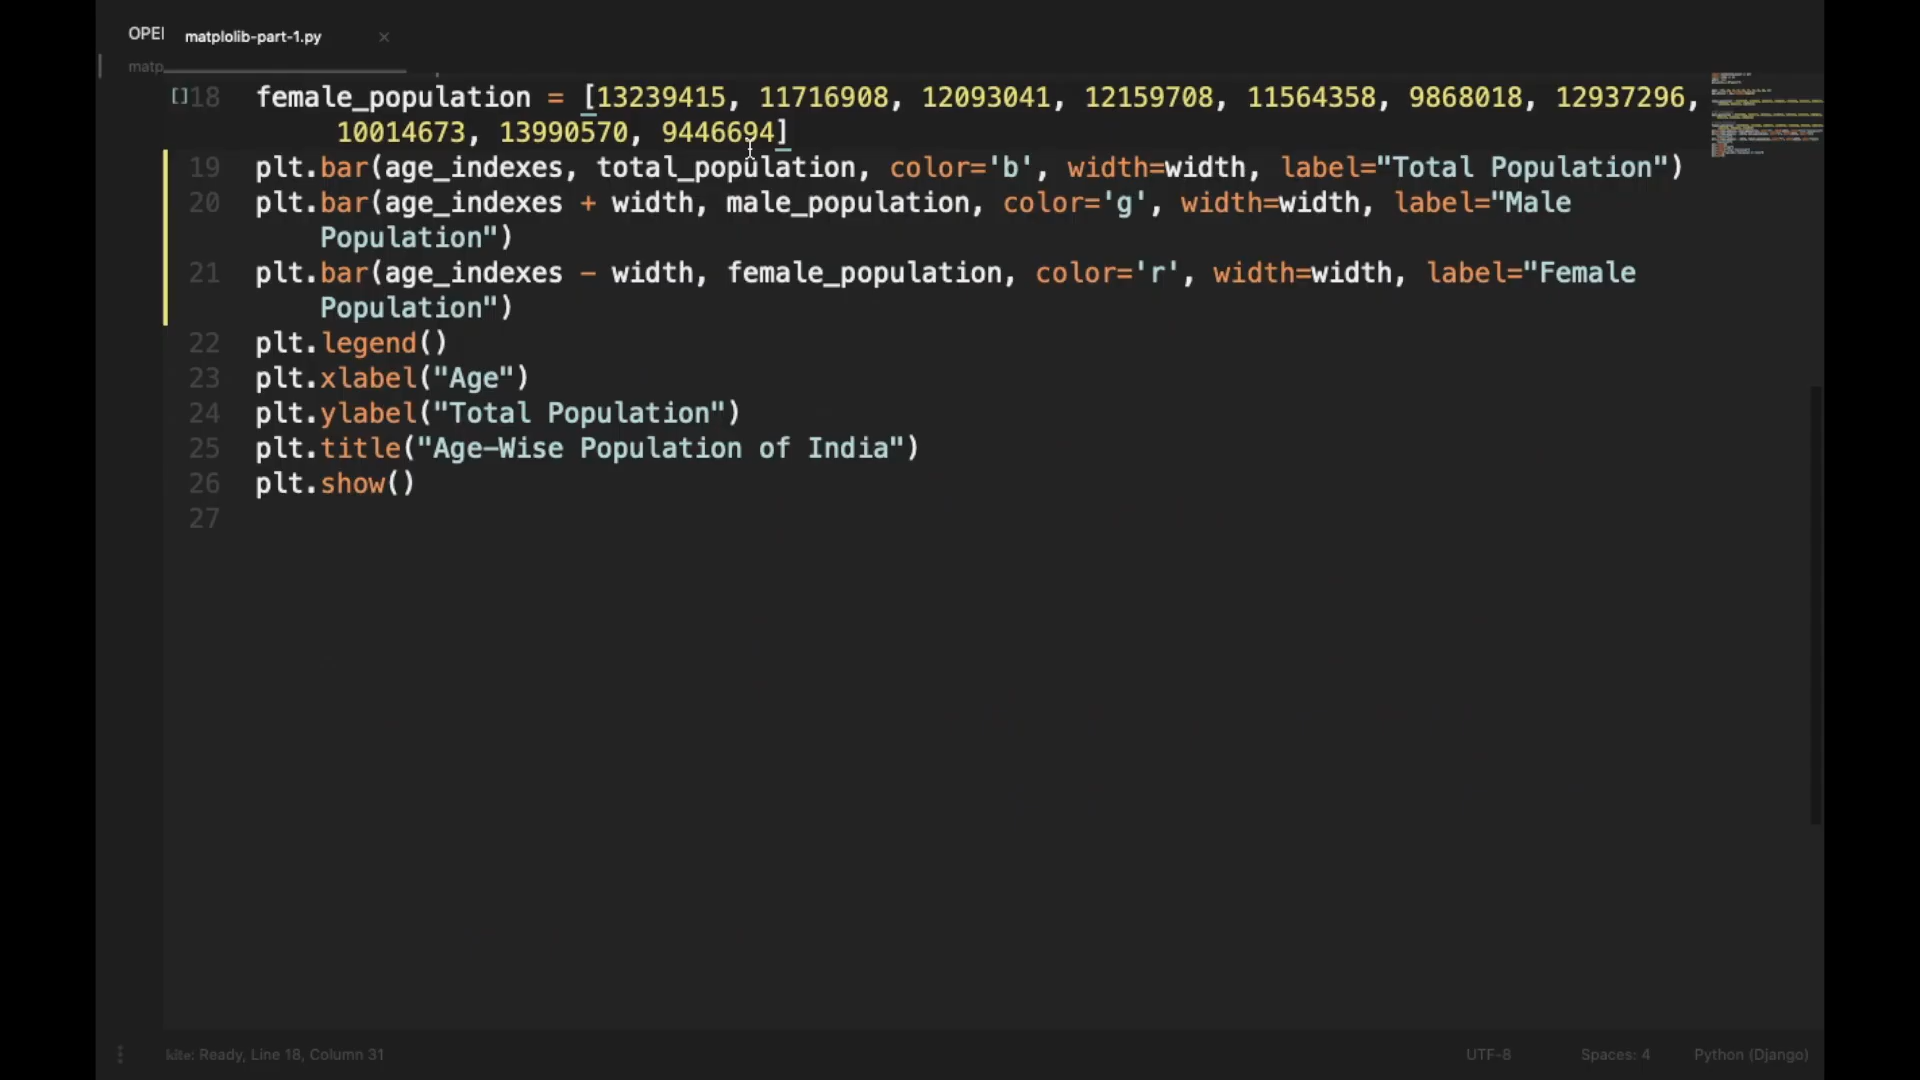 OPEI
matplolib-part-1.py ×
matp
[]18 female_population = [13239415, 11716908, 12093041, 12159708, 11564358, 9868018, 12937296,
10014673, 13990570, 9446694]
19 plt.bar(age_indexes, total_population, color='b', width=width, label="Total Population")
20 plt.bar(age_indexes + width, male_population, color='g', width=width, label="Male
Population")
21 plt.bar(age_indexes - width, female_population, color='r', width=width, label="Female
Population")
22 plt.legend()
23 plt.xlabel("Age")
24 plt.ylabel("Total Population")
25 plt.title("Age-Wise Population of India")
26 plt.show()
27
kite: Ready, Line 18, Column 31 UTF-8 Spaces: 4 Python (Django)